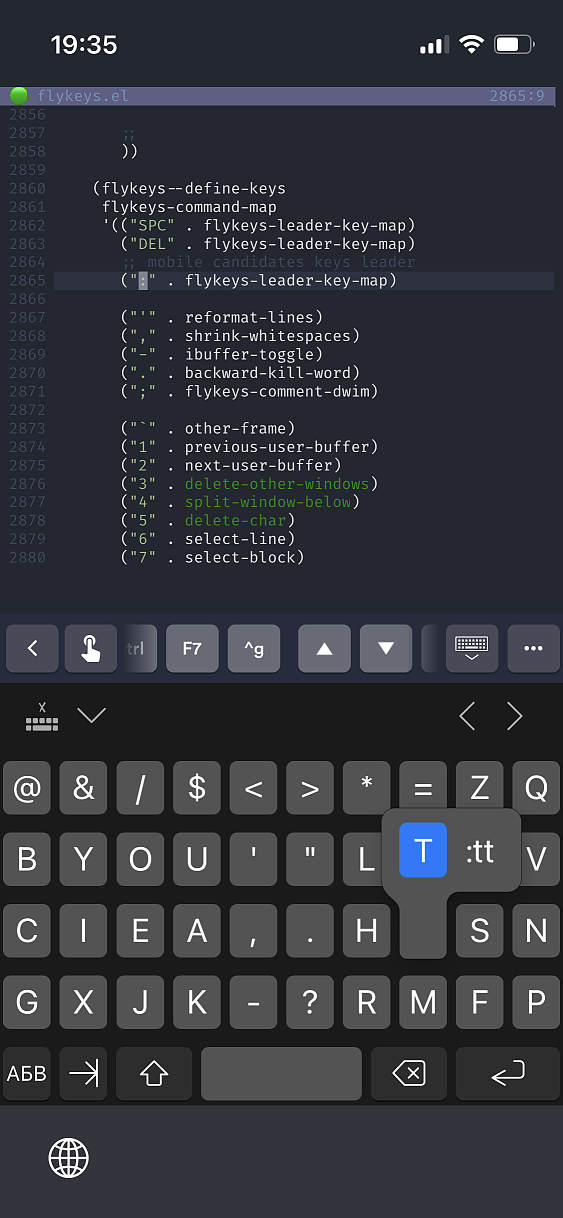 19:35
flykeys.el 2865:9
2856
2857 ;;
2858 ))
2859
2860 (flykeys--define-keys
2861 flykeys-command-map
2862 '(("SPC" . flykeys-leader-key-map)
2863 ("DEL" . flykeys-leader-key-map)
2864 ;; mobile candidates keys leader
2865 (":" . flykeys-leader-key-map)
2866
2867 ("'" . reformat-lines)
2868 ("," . shrink-whitespaces)
2869 ("-" . ibuffer-toggle)
2870 ("." . backward-kill-word)
2871 (";" . flykeys-comment-dwim)
2872
2873 ("`" . other-frame)
2874 ("1" . previous-user-buffer)
2875 ("2" . next-user-buffer)
2876 ("3" . delete-other-windows)
2877 ("4" . split-window-below)
2878 ("5" . delete-char)
2879 ("6" . select-line)
2880 ("7" . select-block)
trl F7 ^g ▲ ▼ •••
X
@ & / $ < > * = Z Q
B Y O U ' " L T :tt V
C I E A , . H S N
G X J K - ? R M F P
АБВ